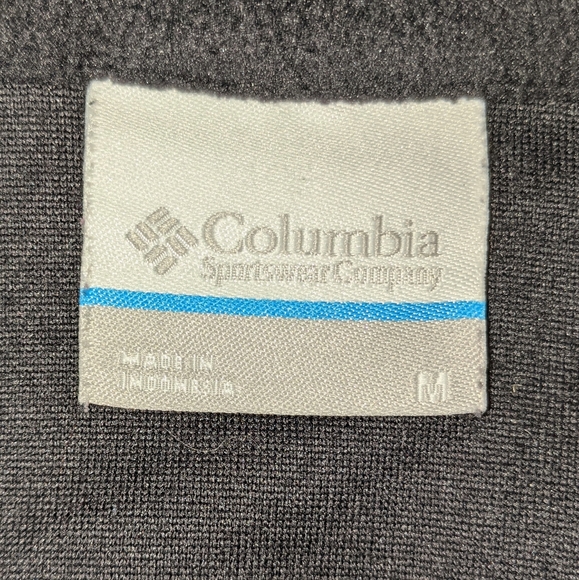 Columbia
Sportswear Company
MADE IN
INDONESIA
M